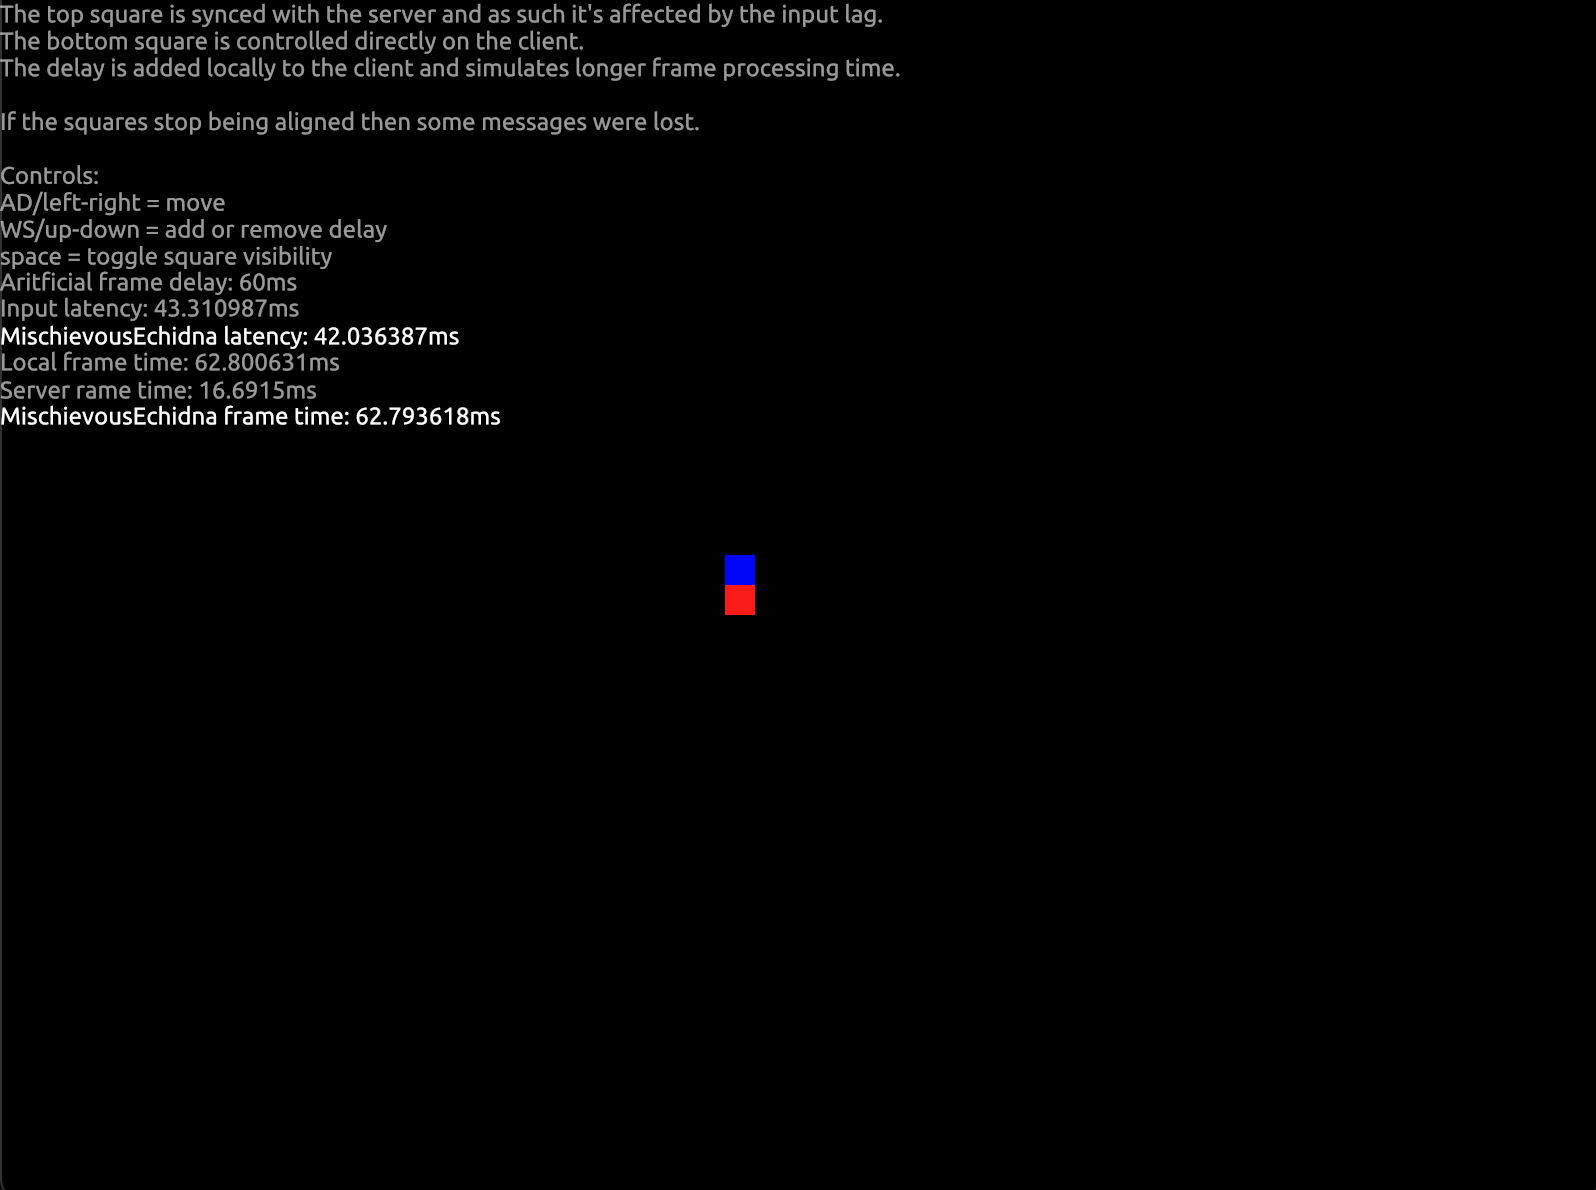 The top square is synced with the server and as such it's affected by the input lag.
The bottom square is controlled directly on the client.
The delay is added locally to the client and simulates longer frame processing time.
If the squares stop being aligned then some messages were lost.
Controls:
AD/left-right = move
WS/up-down = add or remove delay
space = toggle square visibility
Aritficial frame delay: 60ms
Input latency: 43.310987ms
MischievousEchidna latency: 42.036387ms
Local frame time: 62.800631ms
Server rame time: 16.6915ms
MischievousEchidna frame time: 62.793618ms